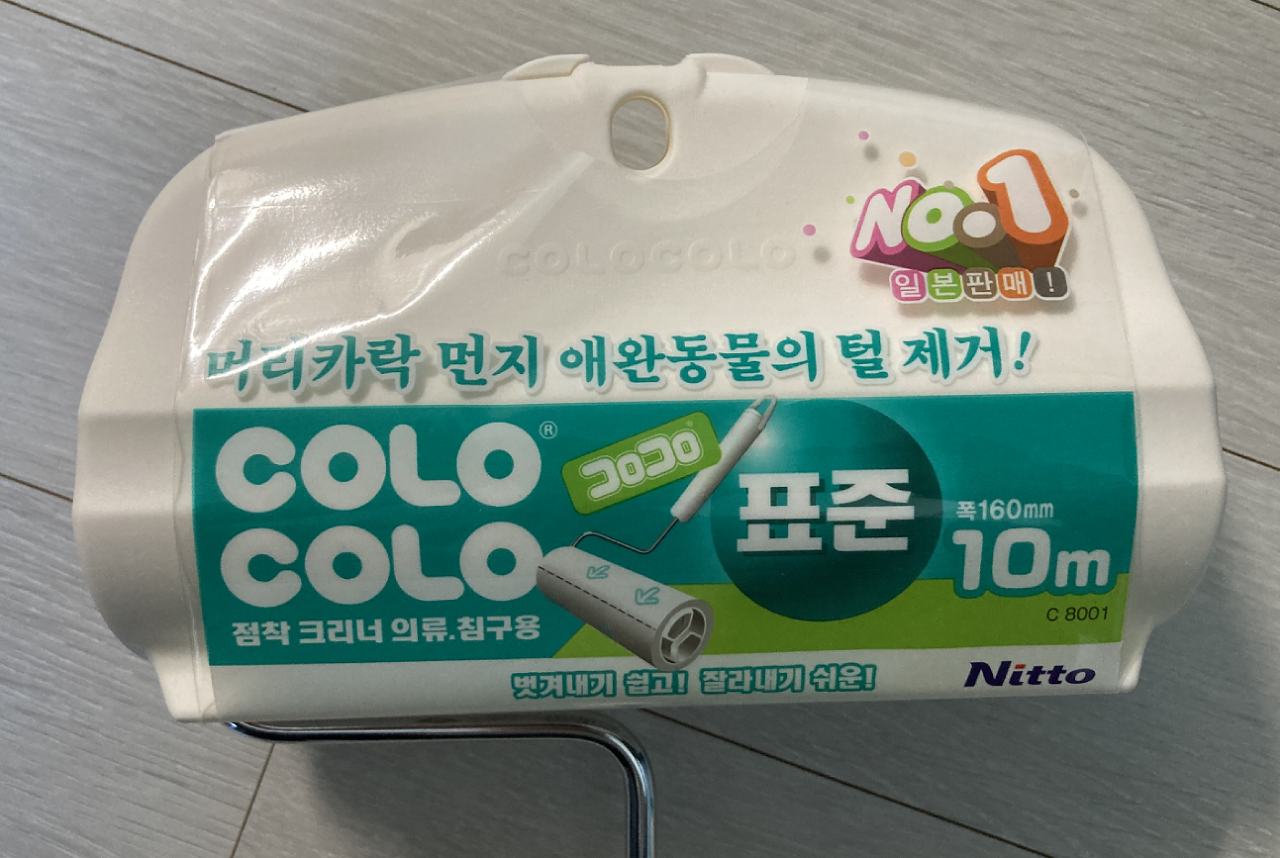 COLOCOLO
NO.1
일본판매!
머리카락 먼지 애완동물의 털 제거!
COLO®
COLO
コロコロ®
표준
폭160mm
10m
C 8001
점착 크리너 의류.침구용
벗겨내기 쉽고! 잘라내기 쉬운!
Nitto